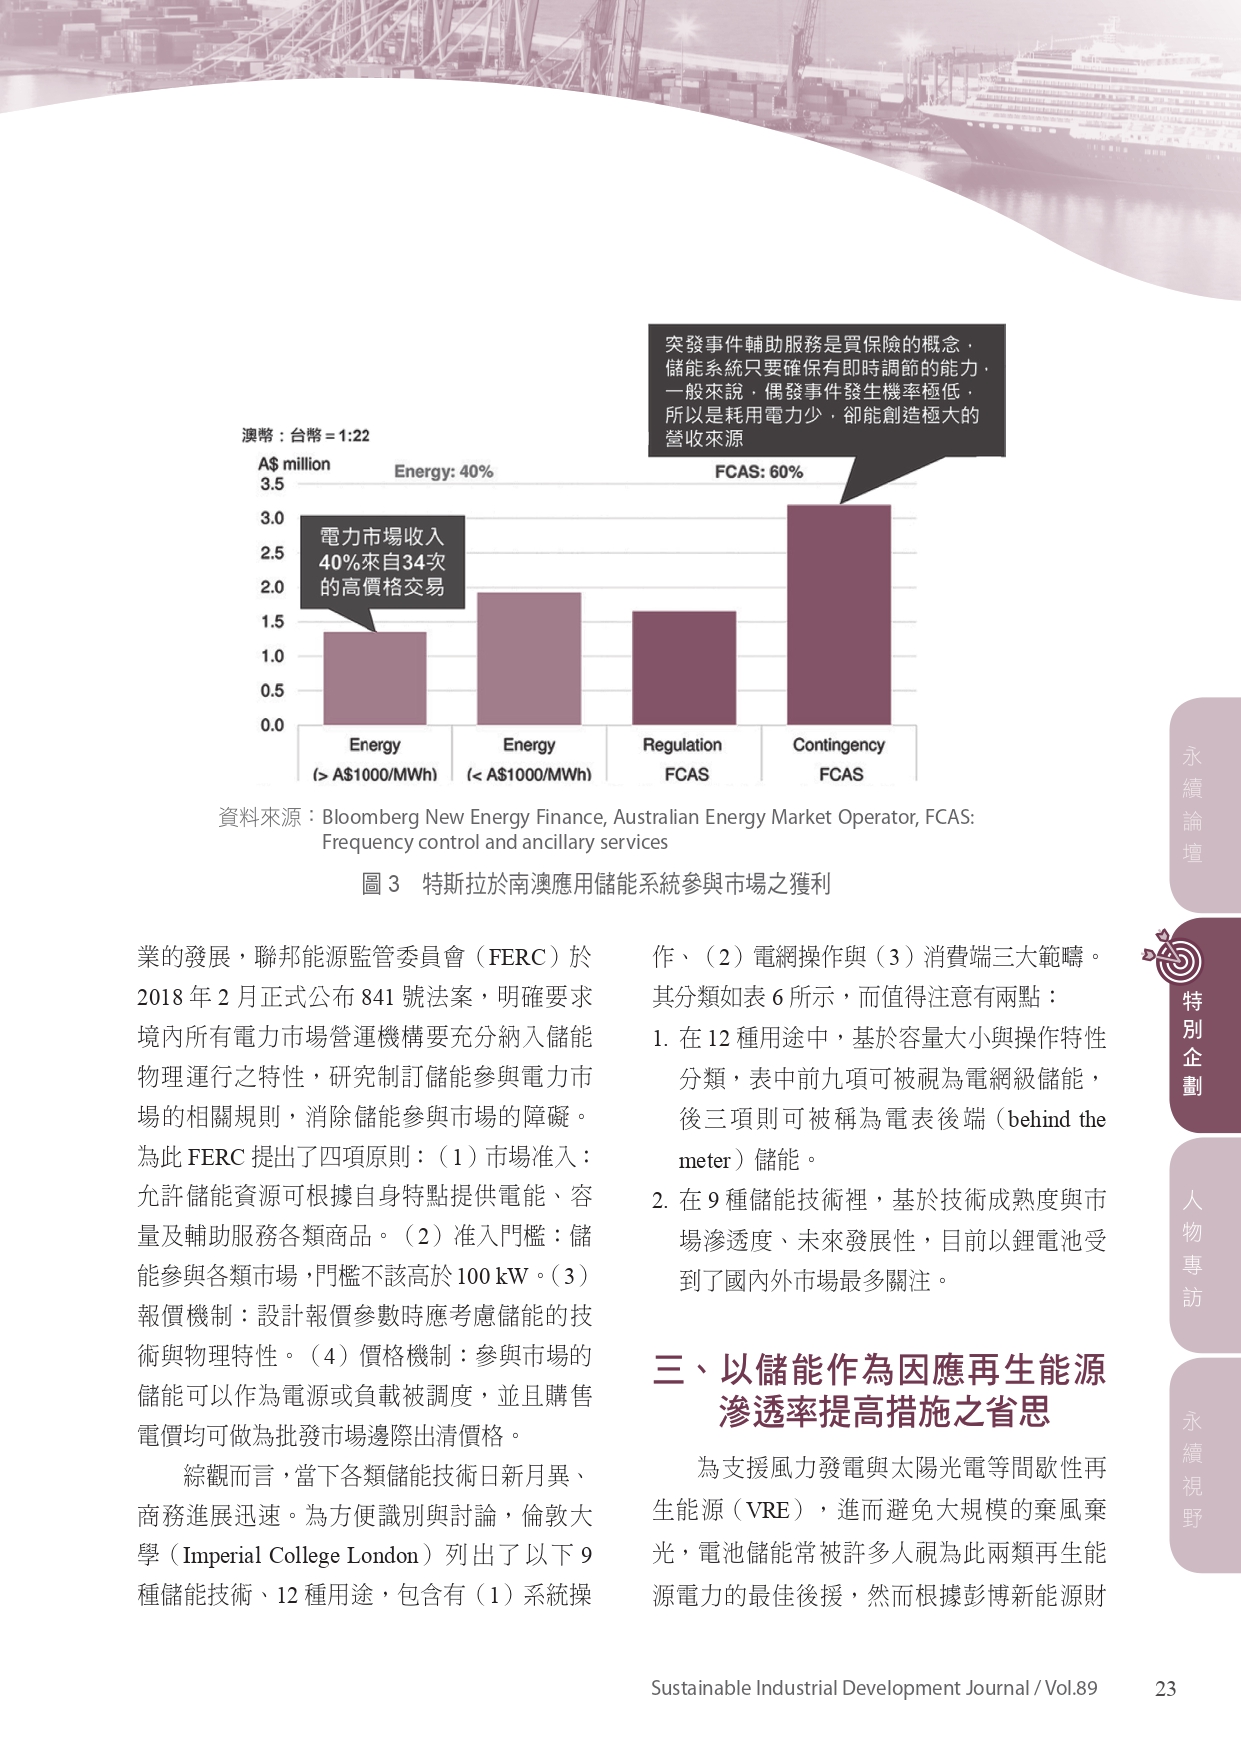 突發事件輔助服務是買保險的概念，
儲能系統只要確保有即時調節的能力，
一般來說，偶發事件發生機率極低，
所以是耗用電力少，卻能創造極大的
營收來源
澳幣：台幣＝1:22
A$ million
Energy: 40%
FCAS: 60%
3.5
3.0
2.5
2.0
1.5
1.0
0.5
0.0
電力市場收入
40%來自34次
的高價格交易
Energy
(> A$1000/MWh)
Energy
(< A$1000/MWh)
Regulation
FCAS
Contingency
FCAS
資料來源：Bloomberg New Energy Finance, Australian Energy Market Operator, FCAS:
Frequency control and ancillary services
圖 3　特斯拉於南澳應用儲能系統參與市場之獲利
業的發展，聯邦能源監管委員會（FERC）於
2018 年 2 月正式公布 841 號法案，明確要求
境內所有電力市場營運機構要充分納入儲能
物理運行之特性，研究制訂儲能參與電力市
場的相關規則，消除儲能參與市場的障礙。
為此 FERC 提出了四項原則：（1）市場准入：
允許儲能資源可根據自身特點提供電能、容
量及輔助服務各類商品。（2）准入門檻：儲
能參與各類市場，門檻不該高於 100 kW。（3）
報價機制：設計報價參數時應考慮儲能的技
術與物理特性。（4）價格機制：參與市場的
儲能可以作為電源或負載被調度，並且購售
電價均可做為批發市場邊際出清價格。
綜觀而言，當下各類儲能技術日新月異、
商務進展迅速。為方便識別與討論，倫敦大
學（Imperial College London）列出了以下 9
種儲能技術、12 種用途，包含有（1）系統操
作、（2）電網操作與（3）消費端三大範疇。
其分類如表 6 所示，而值得注意有兩點：
1. 在 12 種用途中，基於容量大小與操作特性
分類，表中前九項可被視為電網級儲能，
後三項則可被稱為電表後端（behind the
meter）儲能。
2. 在 9 種儲能技術裡，基於技術成熟度與市
場滲透度、未來發展性，目前以鋰電池受
到了國內外市場最多關注。
三、以儲能作為因應再生能源
滲透率提高措施之省思
為支援風力發電與太陽光電等間歇性再
生能源（VRE），進而避免大規模的棄風棄
光，電池儲能常被許多人視為此兩類再生能
源電力的最佳後援，然而根據彭博新能源財
永續論壇
特別企劃
人物專訪
永續視野
Sustainable Industrial Development Journal / Vol.89
23